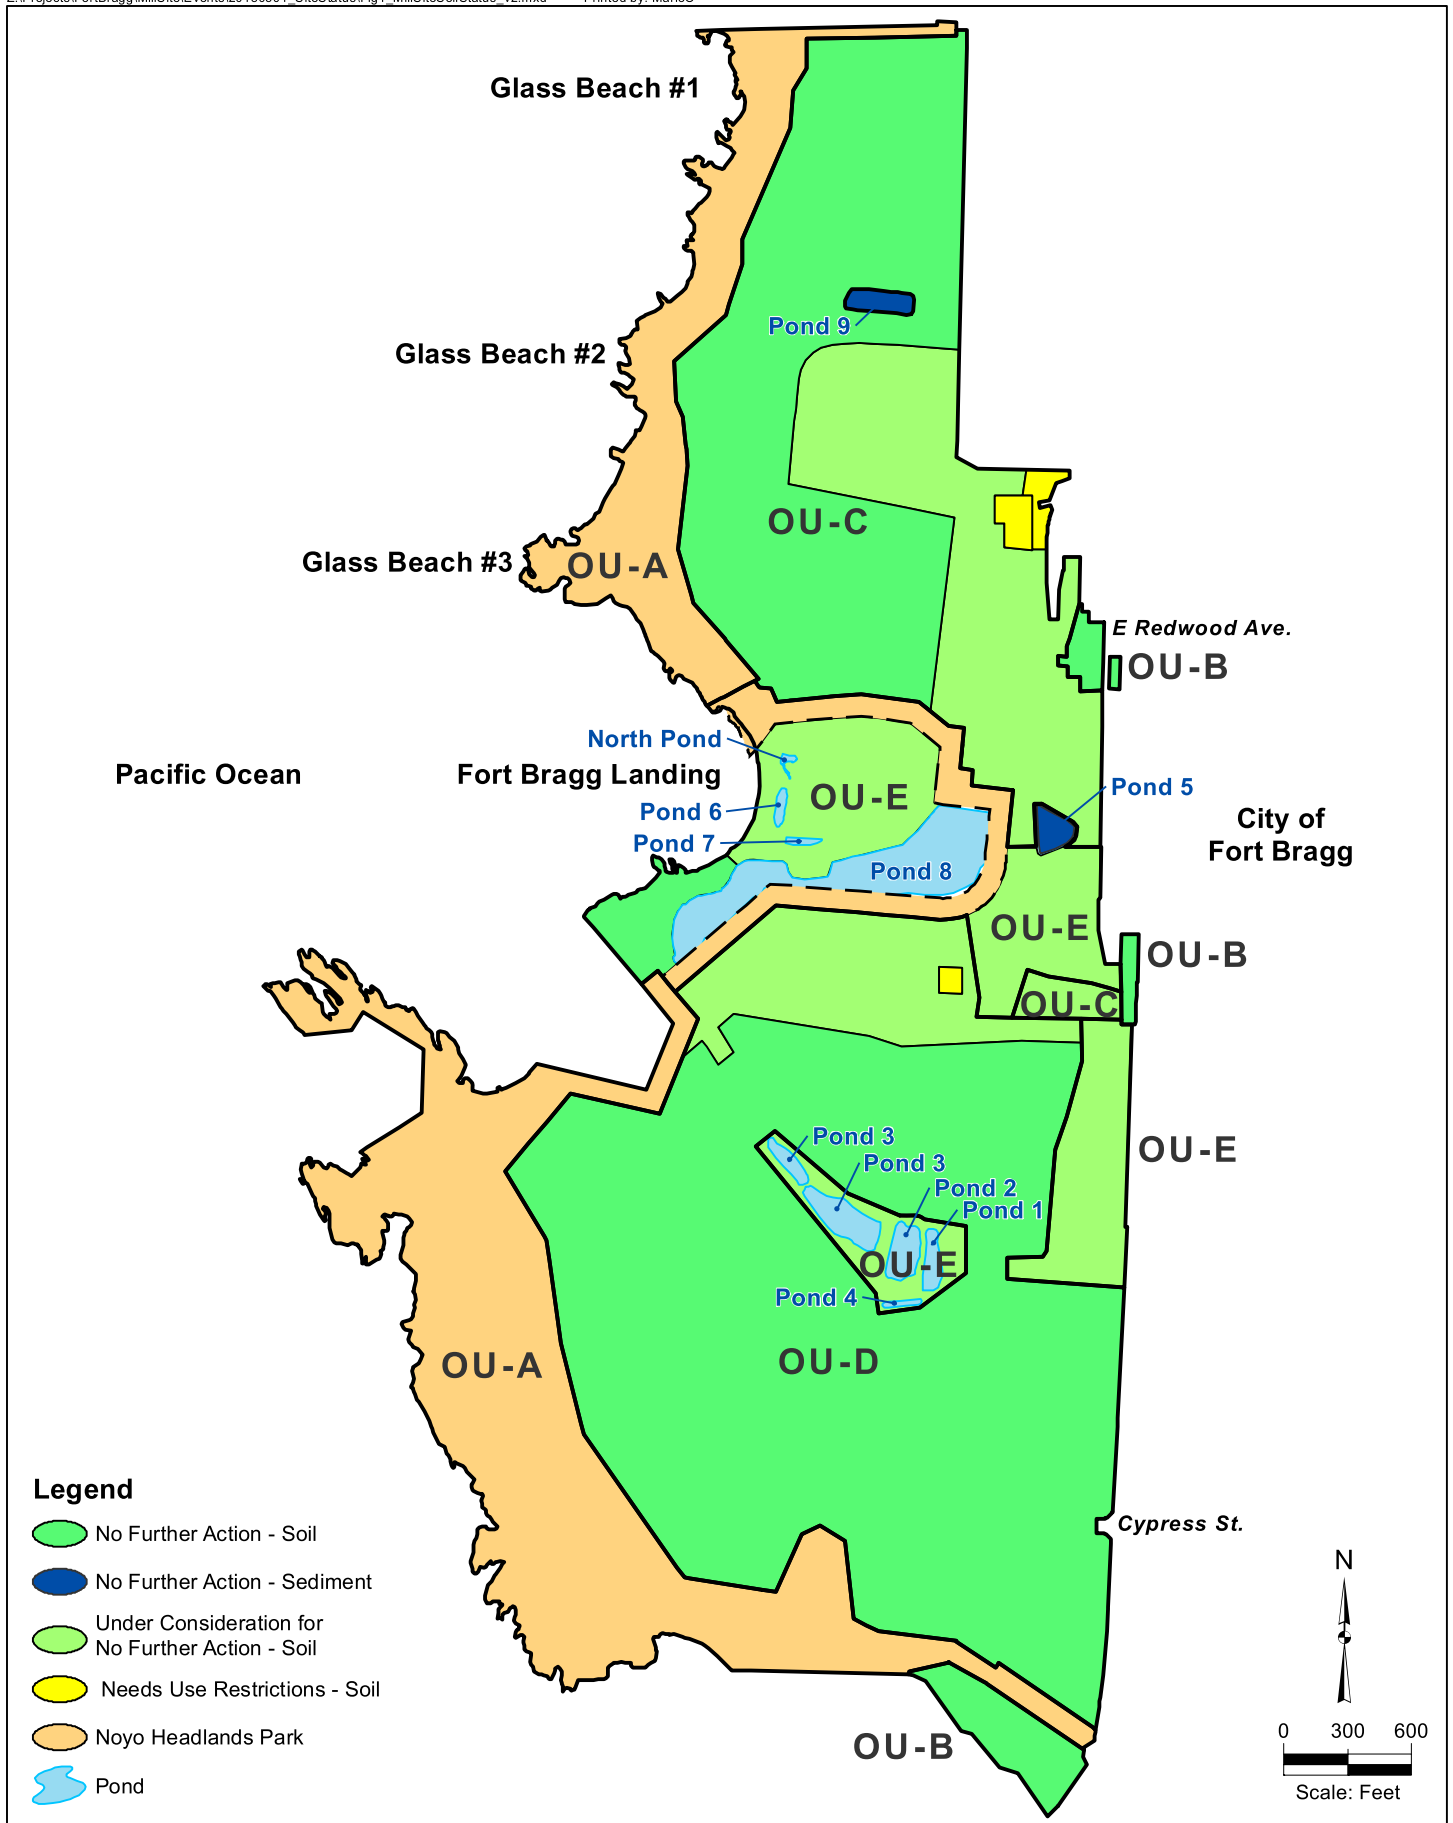 Glass Beach #1
Pond 9
Glass Beach #2
OU-C
Glass Beach #3
OU-A
E Redwood Ave.
OU-B
North Pond
Pacific Ocean
Fort Bragg Landing
OU-E
Pond 5
Pond 6
City of
Fort Bragg
Pond 7
Pond 8
OU-E
OU-B
OU-C
Pond 3
OU-E
Pond 3
Pond 2
Pond 1
OU-E
Pond 4
OU-A
OU-D
Legend
No Further Action - Soil
Cypress St.
No Further Action - Sediment
N
Under Consideration for
No Further Action - Soil
Needs Use Restrictions - Soil
Noyo Headlands Park
0 300 600
OU-B
Pond
Scale: Feet